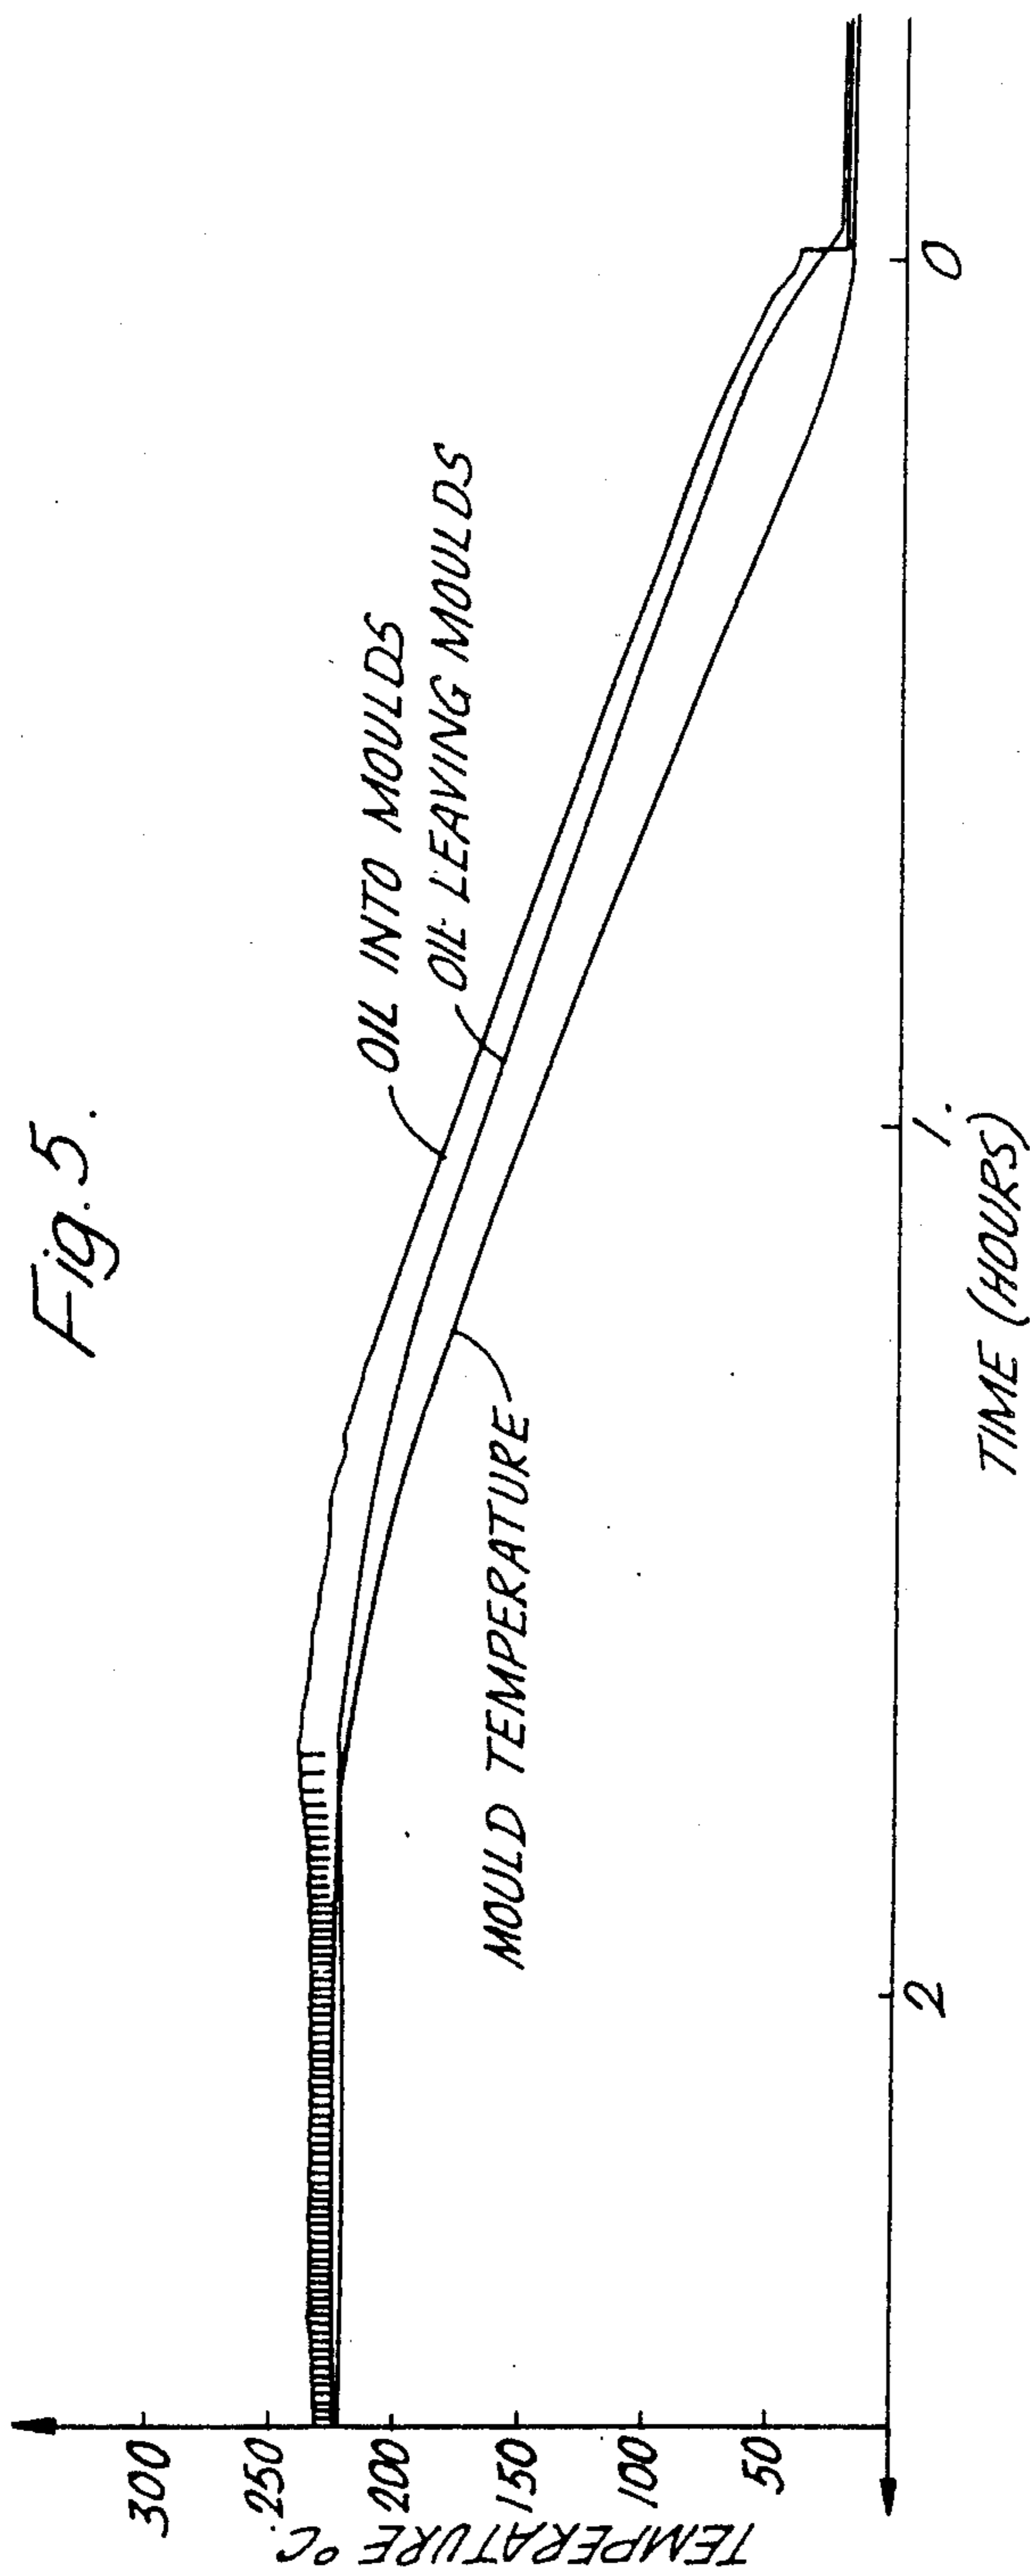 Fig. 5.
TEMPERATURE °C.
300
250
200
150
100
50
OIL INTO MOULDS
OIL LEAVING MOULDS
MOULD TEMPERATURE
2
1.
0
TIME (HOURS)